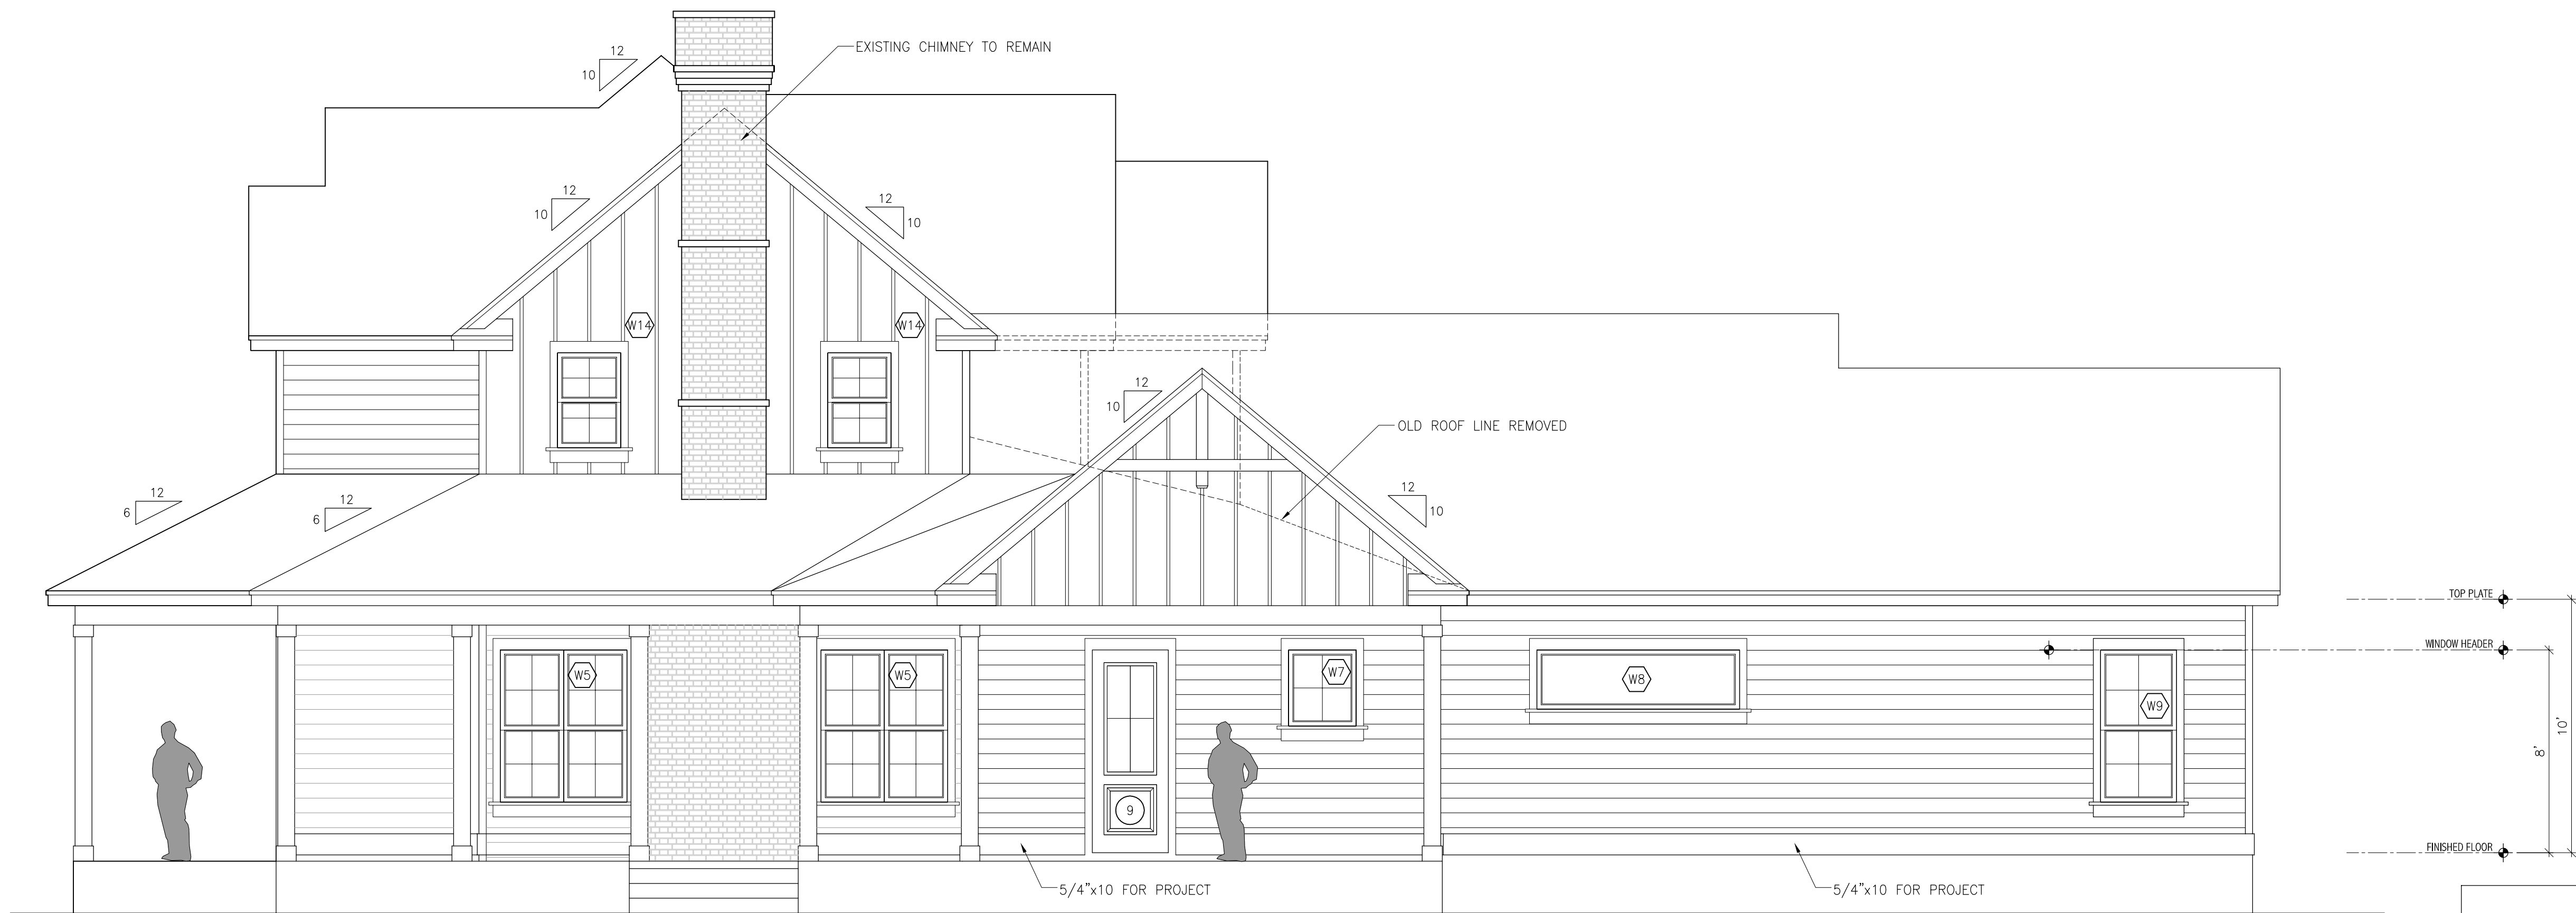 12
10
EXISTING CHIMNEY TO REMAIN
12
10
12
10
W14
W14
12
10
OLD ROOF LINE REMOVED
12
6
12
6
12
10
TOP PLATE
WINDOW HEADER
W5
W5
W7
W8
W9
8'
10'
9
FINISHED FLOOR
5/4"x10 FOR PROJECT
5/4"x10 FOR PROJECT